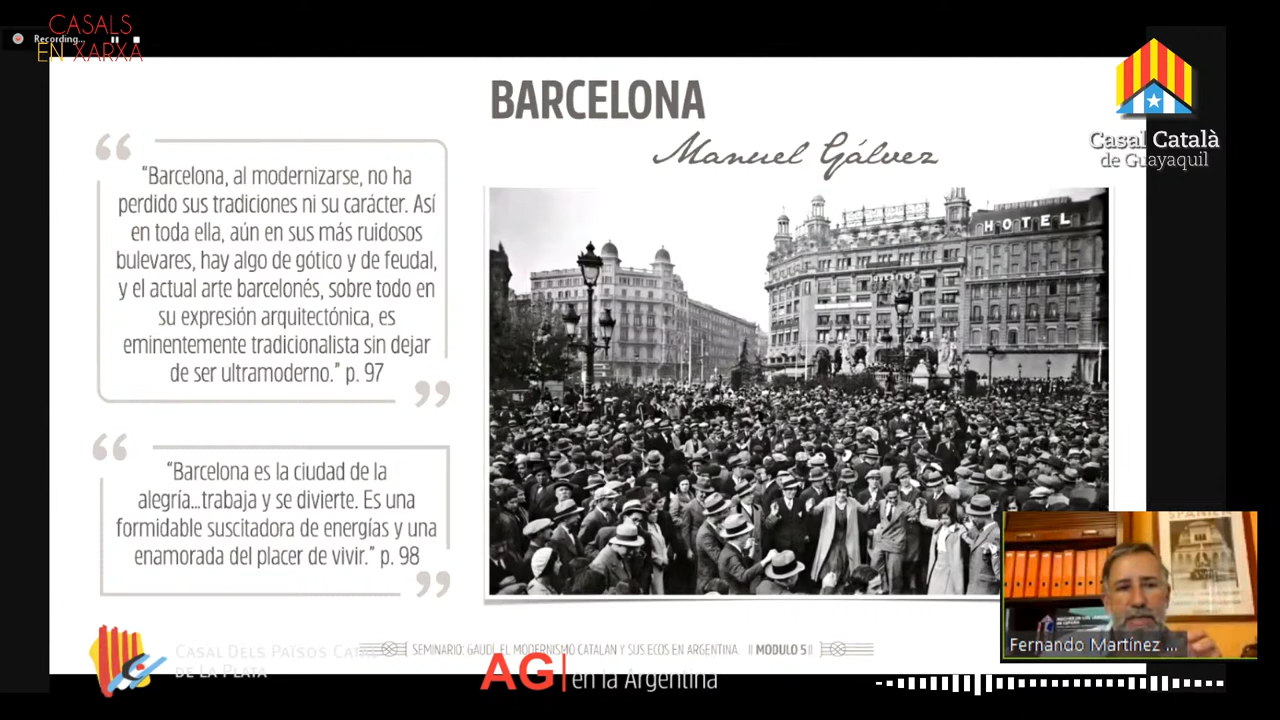 CASALS
Recording...
EN XARXA
BARCELONA
Manuel Gálvez
Casal Català
de Guayaquil
“Barcelona, al modernizarse, no ha
perdido sus tradiciones ni su carácter. Así
en toda ella, aún en sus más ruidosos
bulevares, hay algo de gótico y de feudal,
y el actual arte barcelonés, sobre todo en
su expresión arquitectónica, es
eminentemente tradicionalista sin dejar
de ser ultramoderno.” p. 97
“Barcelona es la ciudad de la
alegría...trabaja y se divierte. Es una
formidable suscitadora de energías y una
enamorada del placer de vivir.” p. 98
HOTEL
Fernando Martínez ...
CASAL DELS PAÏSOS
DE LA PLATA
SEMINARIO: GAUDI, EL MODERNISMO CATALAN Y SUS ECOS EN ARGENTINA. || MODULO 5 ||
AG|
en la Argentina